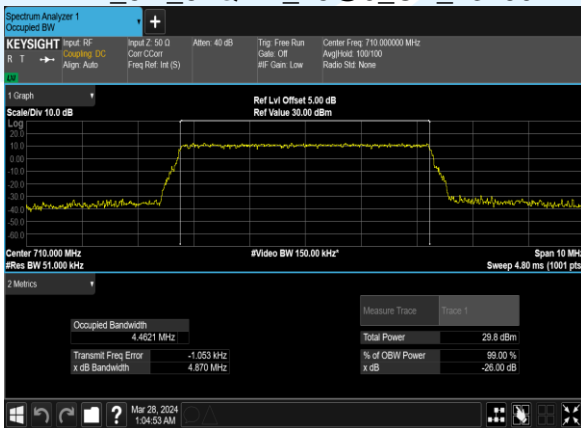 Spectrum Analyzer 1
Occupied BW
KEYSIGHT Input: RF Input Z: 50 Ω Atten: 40 dB Trig: Free Run Center Freq: 710.000000 MHz
Coupling: DC Corr CCorr Gate: Off Avg|Hold: 100/100
R T Align: Auto Freq Ref: Int (S) #IF Gain: Low Radio Std: None
1 Graph
Ref Lvl Offset 5.00 dB
Scale/Div 10.0 dB Ref Value 30.00 dBm
Log
20.0
10.0
0.00
-10.0
-20.0
-30.0
-40.0
-50.0
-60.0
Center 710.000 MHz #Video BW 150.00 kHz* Span 10 MHz
#Res BW 51.000 kHz Sweep 4.80 ms (1001 pts)
2 Metrics
Measure Trace Trace 1
Occupied Bandwidth
4.4621 MHz Total Power 29.8 dBm
Transmit Freq Error -1.053 kHz % of OBW Power 99.00 %
x dB Bandwidth 4.870 MHz x dB -26.00 dB
? Mar 28, 2024
1:04:53 AM